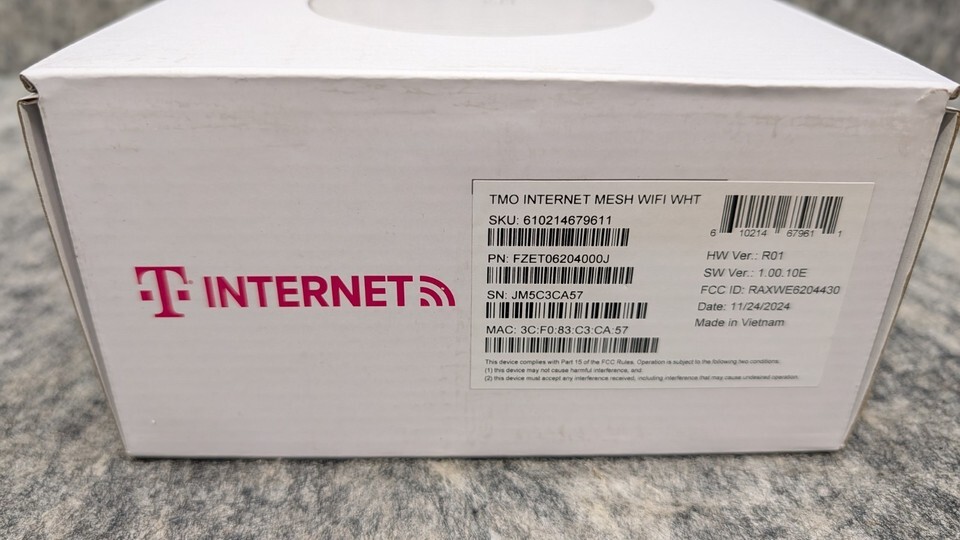 T INTERNET
TMO INTERNET MESH WIFI WHT
SKU: 610214679611
PN: FZET06204000J
SN: JM5C3CA57
MAC: 3C:F0:83:C3:CA:57
6 10214 67961 1
HW Ver.: R01
SW Ver.: 1.00.10E
FCC ID: RAXWE6204430
Date: 11/24/2024
Made in Vietnam
This device complies with Part 15 of the FCC Rules. Operation is subject to the following two conditions:
(1) this device may not cause harmful interference, and
(2) this device must accept any interference received, including interference that may cause undesired operation.